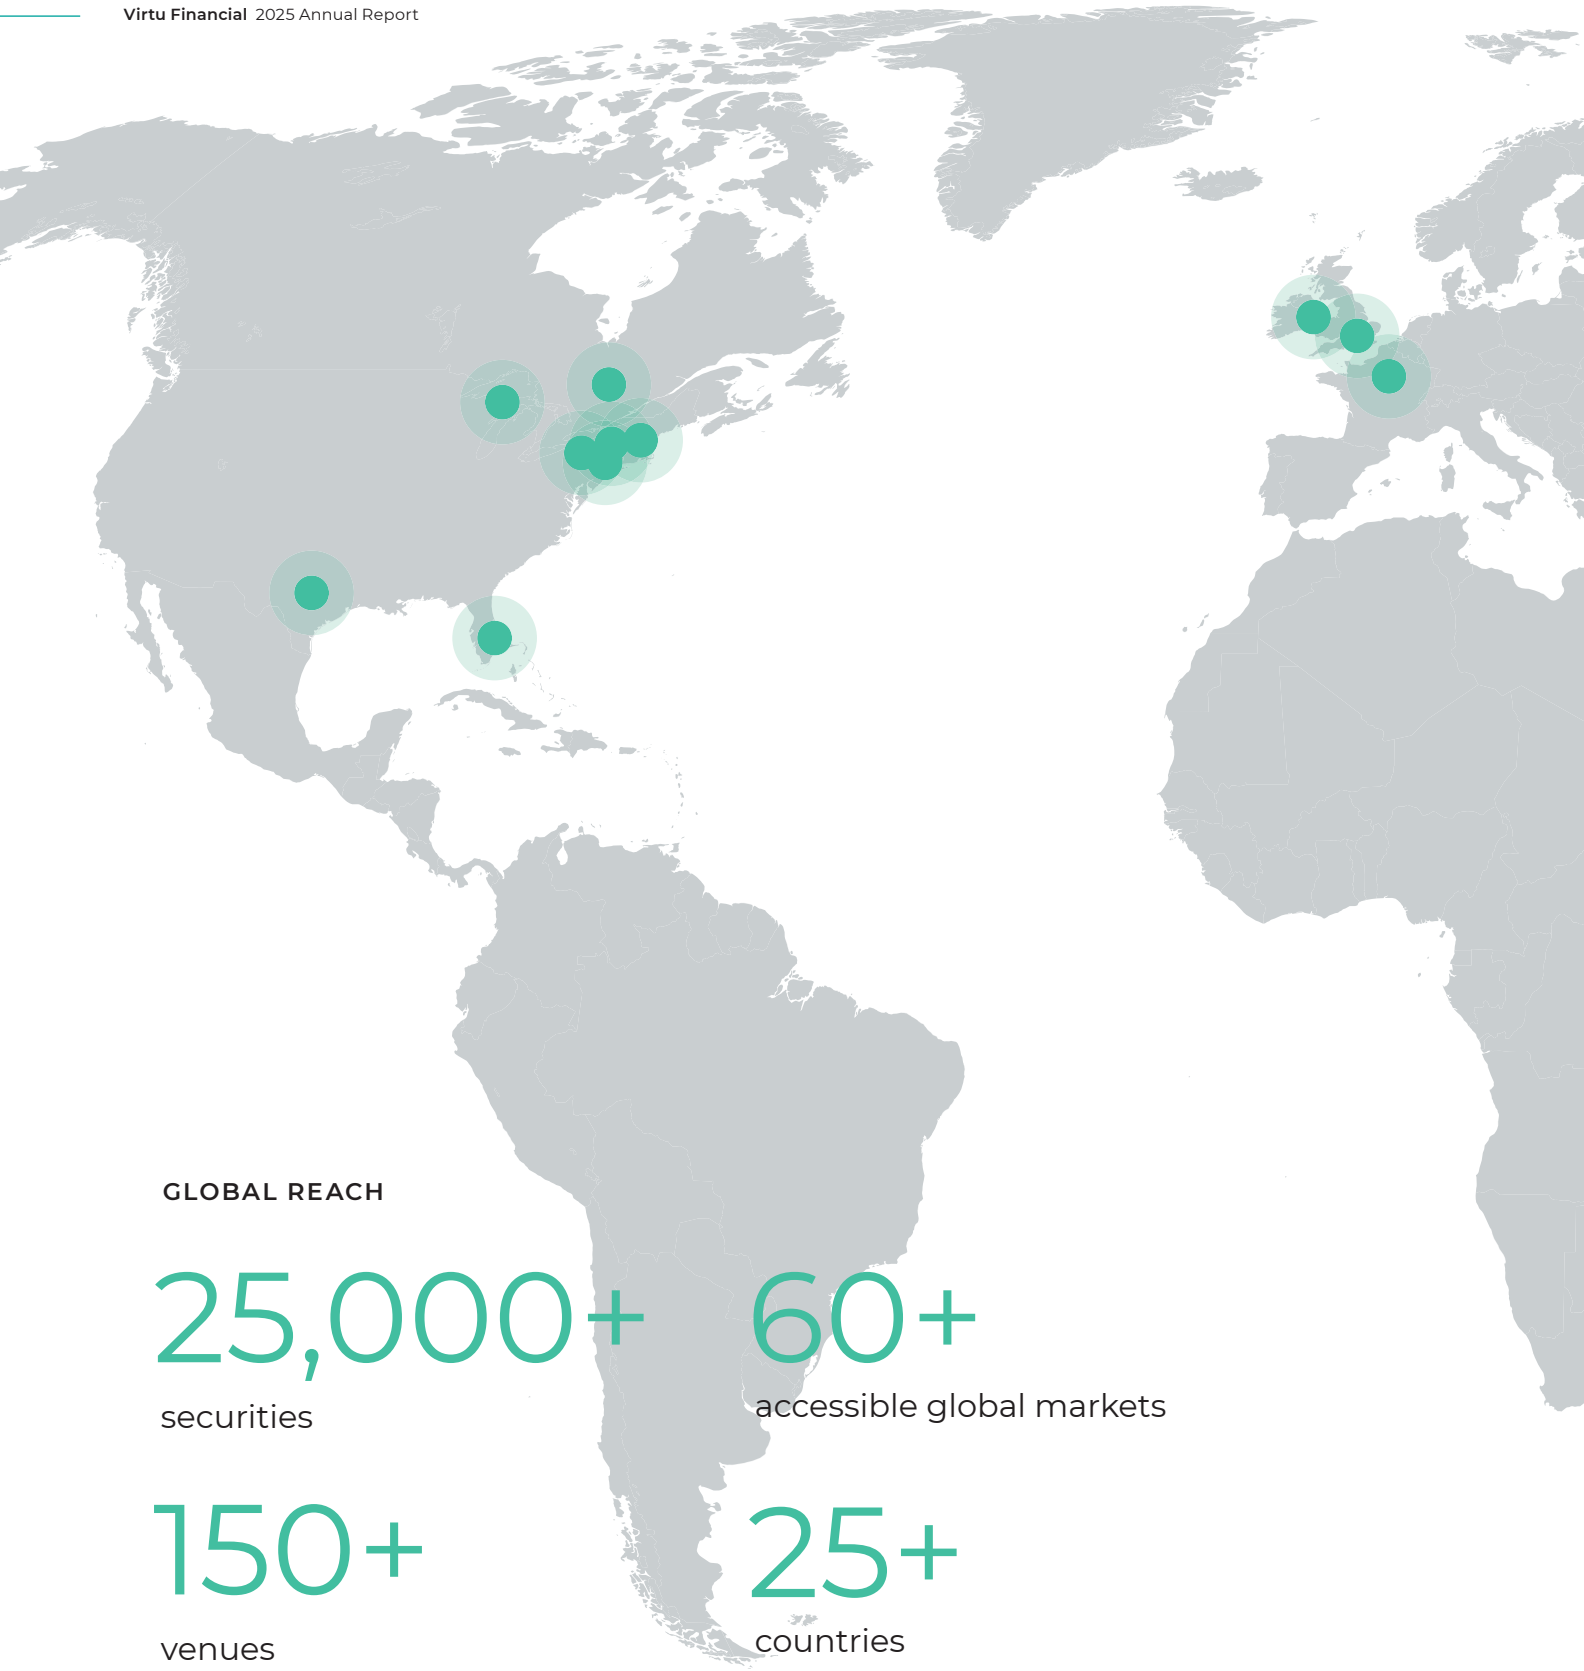 Virtu Financial 2025 Annual Report
GLOBAL REACH
25,000+
securities
60+
accessible global markets
150+
venues
25+
countries